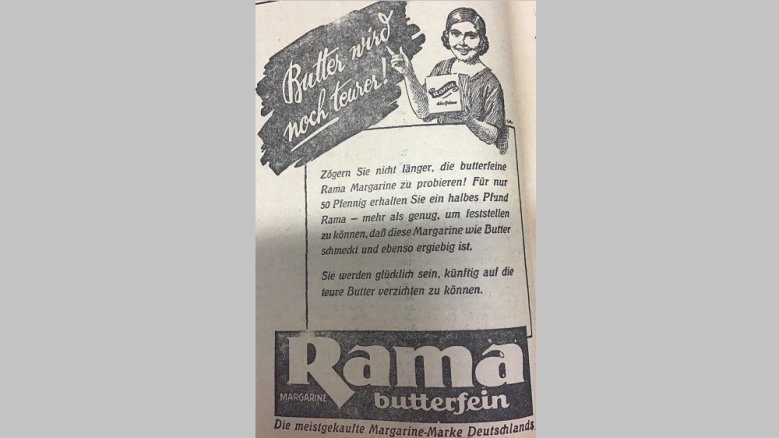 Butter wird
noch teurer!
Rama
Zögern Sie nicht länger, die butterfeine
Rama Margarine zu probieren! Für nur
50 Pfennig erhalten Sie ein halbes Pfund
Rama – mehr als genug, um feststellen
zu können, daß diese Margarine wie Butter
schmeckt und ebenso ergiebig ist.
Sie werden glücklich sein, künftig auf die
teure Butter verzichten zu können.
Rama
MARGARINE butterfein
Die meistgekaufte Margarine-Marke Deutschlands